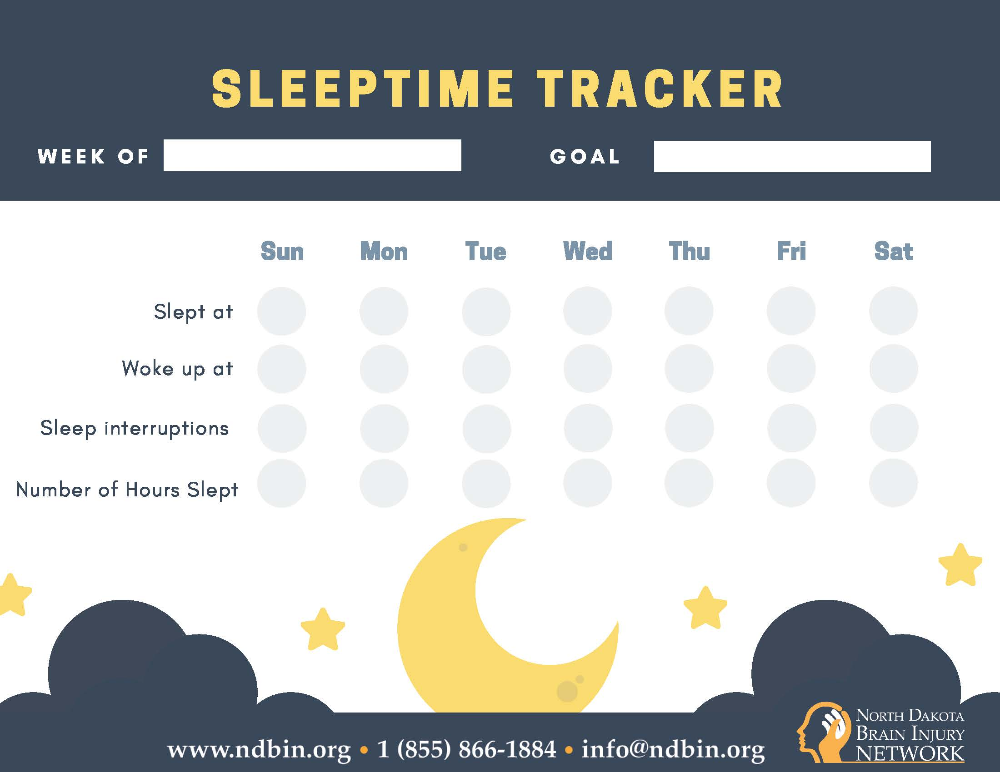 SLEEPTIME TRACKER
WEEK OF GOAL
Sun Mon Tue Wed Thu Fri Sat
Slept at
Woke up at
Sleep interruptions
Number of Hours Slept
NORTH DAKOTA
BRAIN INJURY
NETWORK
www.ndbin.org • 1 (855) 866-1884 • info@ndbin.org